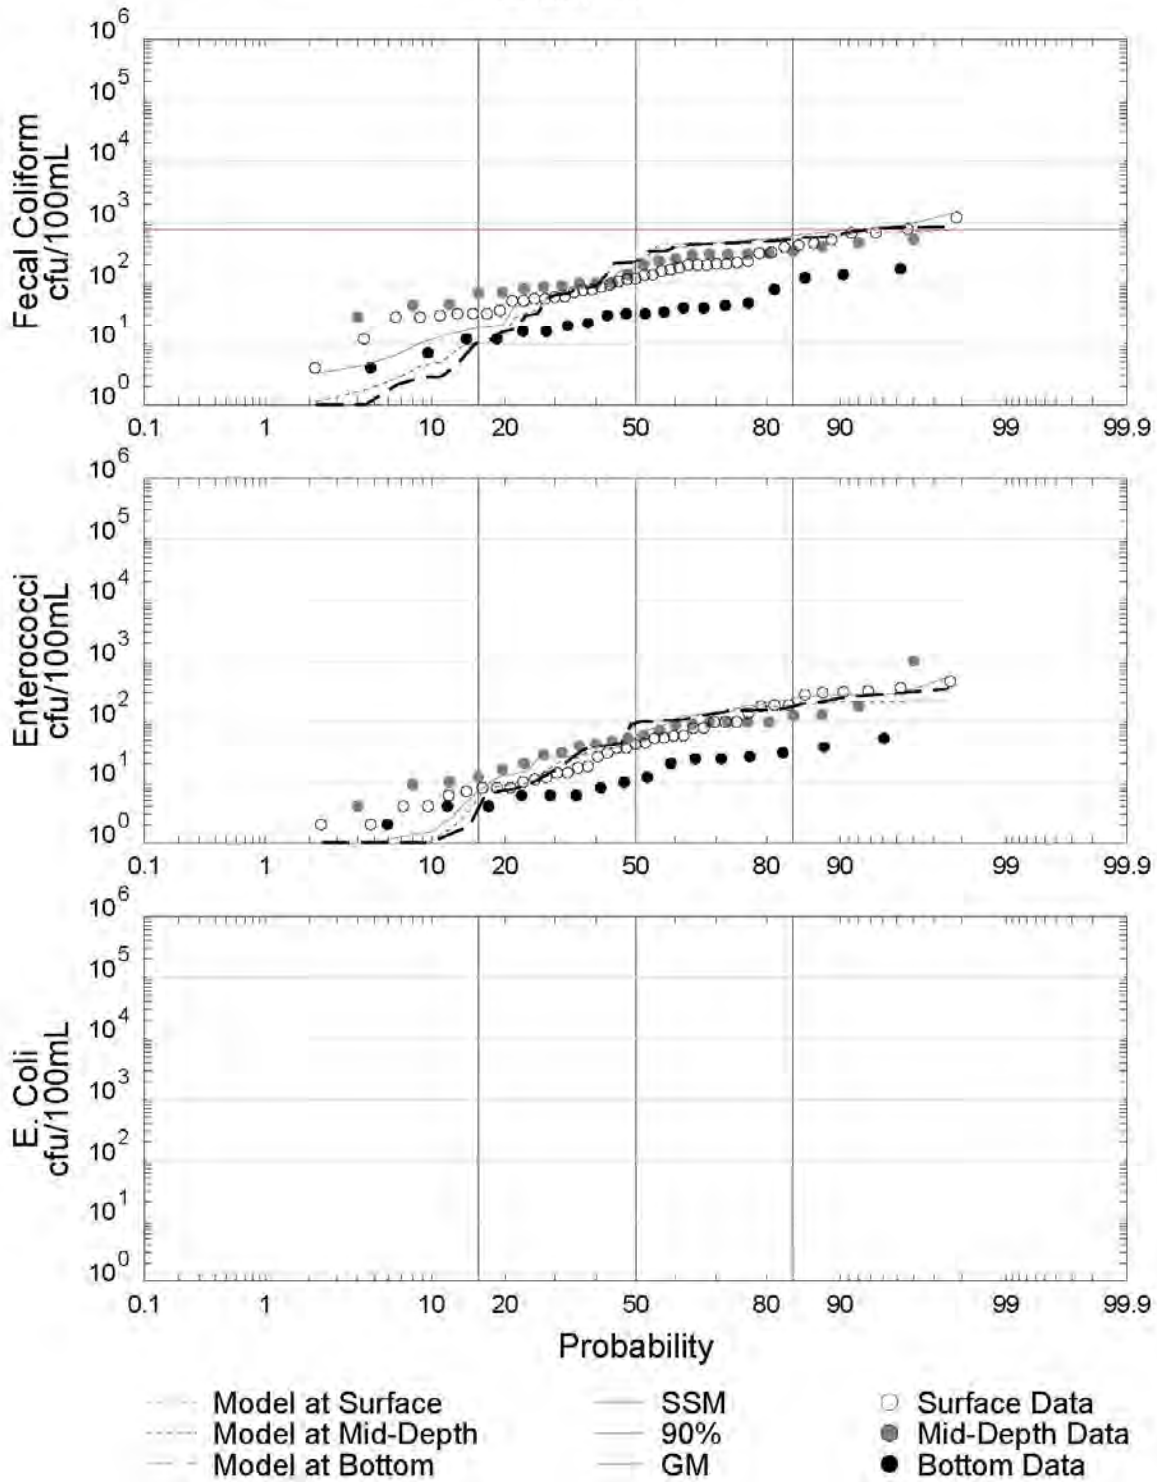 10^6
10^5
10^4
10^3
10^2
10^1
10^0
Fecal Coliform
cfu/100mL
0.1 1 10 20 50 80 90 99 99.9
10^6
10^5
10^4
10^3
10^2
10^1
10^0
Enterococci
cfu/100mL
0.1 1 10 20 50 80 90 99 99.9
10^6
10^5
10^4
10^3
10^2
10^1
10^0
E. Coli
cfu/100mL
0.1 1 10 20 50 80 90 99 99.9
Probability
Model at Surface SSM Surface Data
Model at Mid-Depth 90% Mid-Depth Data
Model at Bottom GM Bottom Data